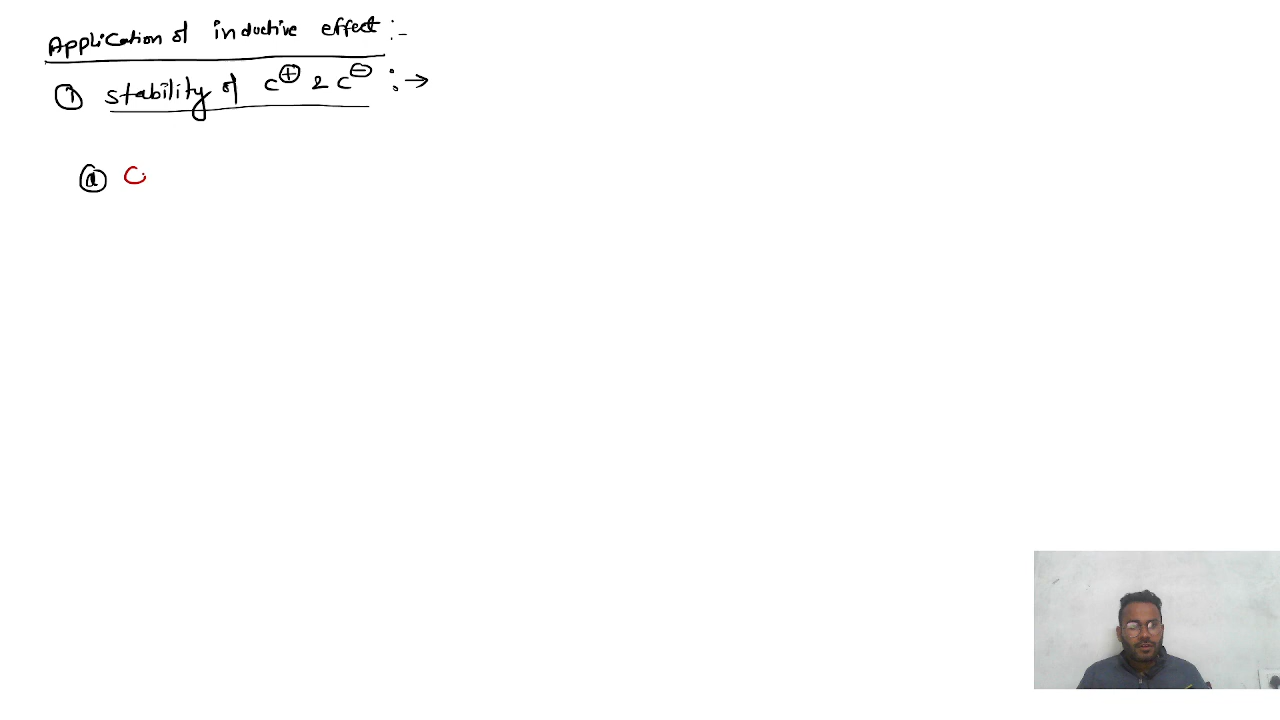 Application of inductive effect :-
① stability of C⊕ & C⊖ :→
ⓐ C